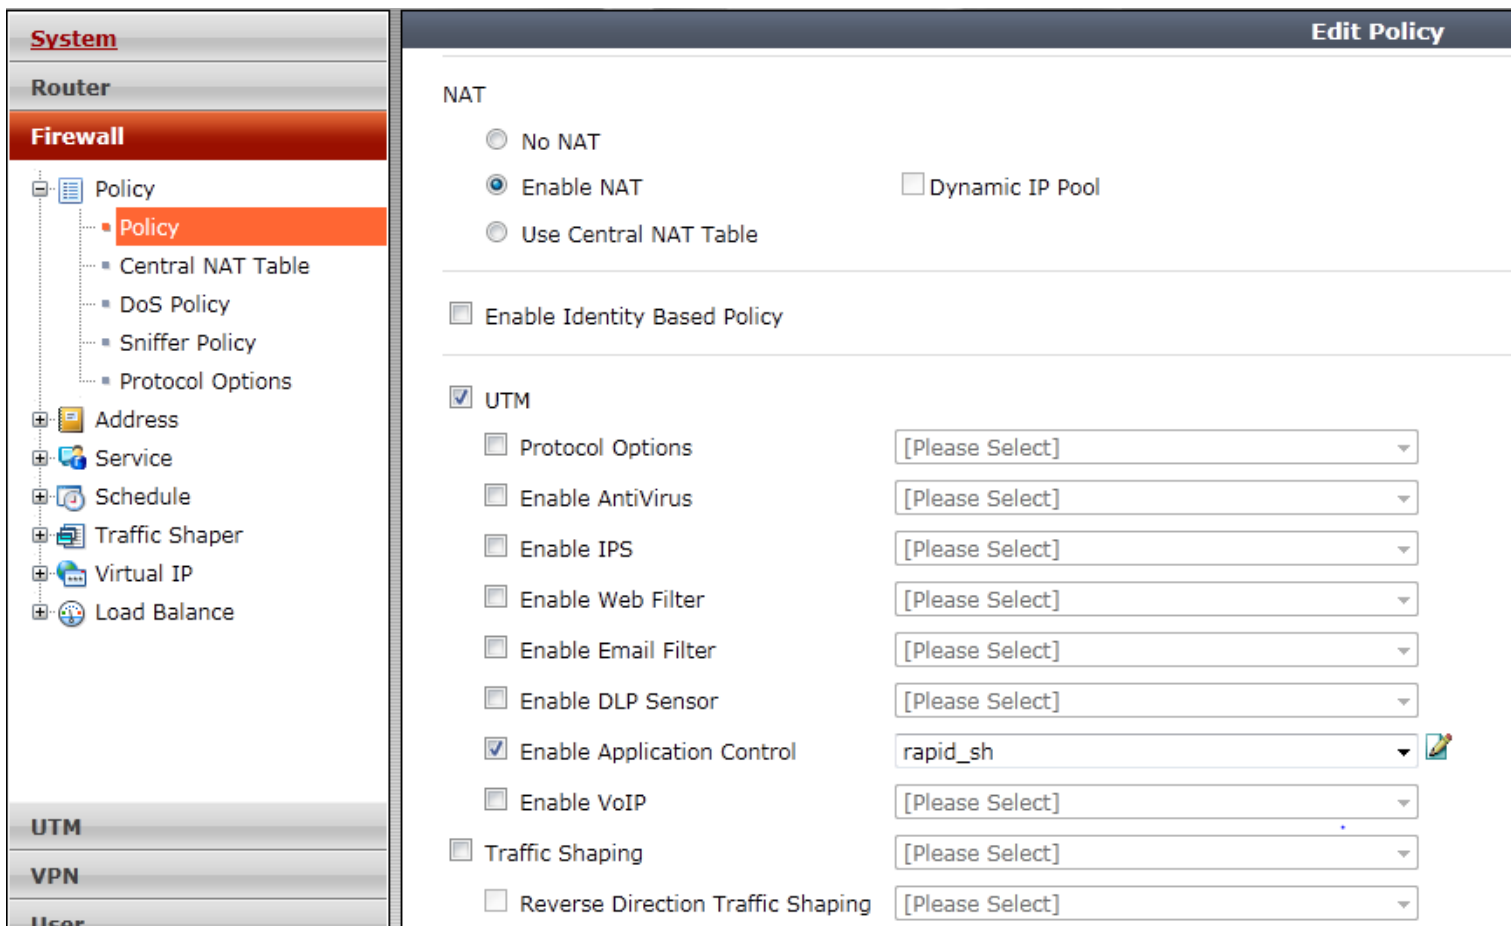 System
Router
Firewall
Policy
Policy
Central NAT Table
DoS Policy
Sniffer Policy
Protocol Options
Address
Service
Schedule
Traffic Shaper
Virtual IP
Load Balance
UTM
VPN
User
Edit Policy
NAT
No NAT
Enable NAT Dynamic IP Pool
Use Central NAT Table
Enable Identity Based Policy
UTM
Protocol Options [Please Select]
Enable AntiVirus [Please Select]
Enable IPS [Please Select]
Enable Web Filter [Please Select]
Enable Email Filter [Please Select]
Enable DLP Sensor [Please Select]
Enable Application Control rapid_sh
Enable VoIP [Please Select]
Traffic Shaping [Please Select]
Reverse Direction Traffic Shaping [Please Select]